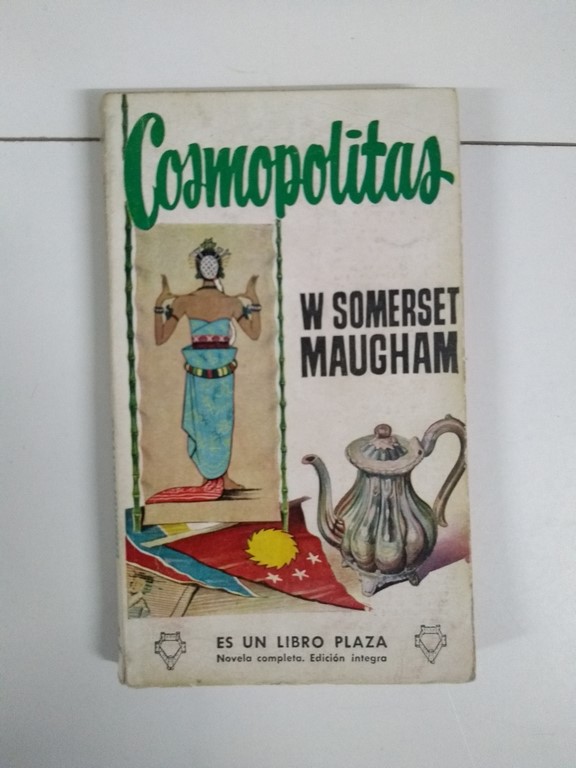 Cosmopolitas
W SOMERSET
MAUGHAM
ES UN LIBRO PLAZA
Novela completa. Edición íntegra